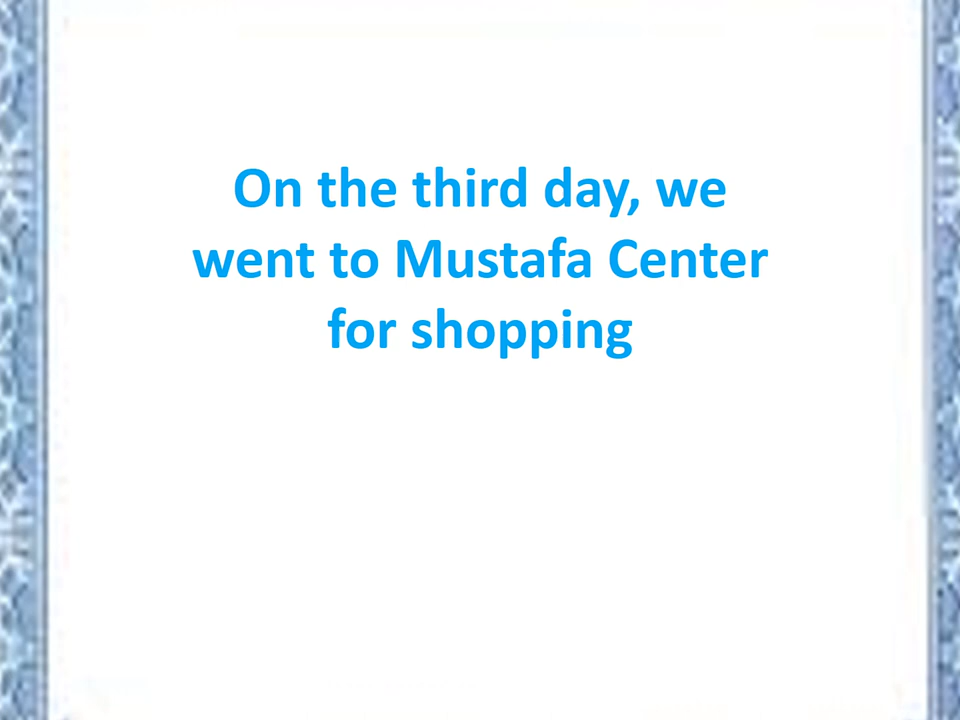 On the third day, we
went to Mustafa Center
for shopping